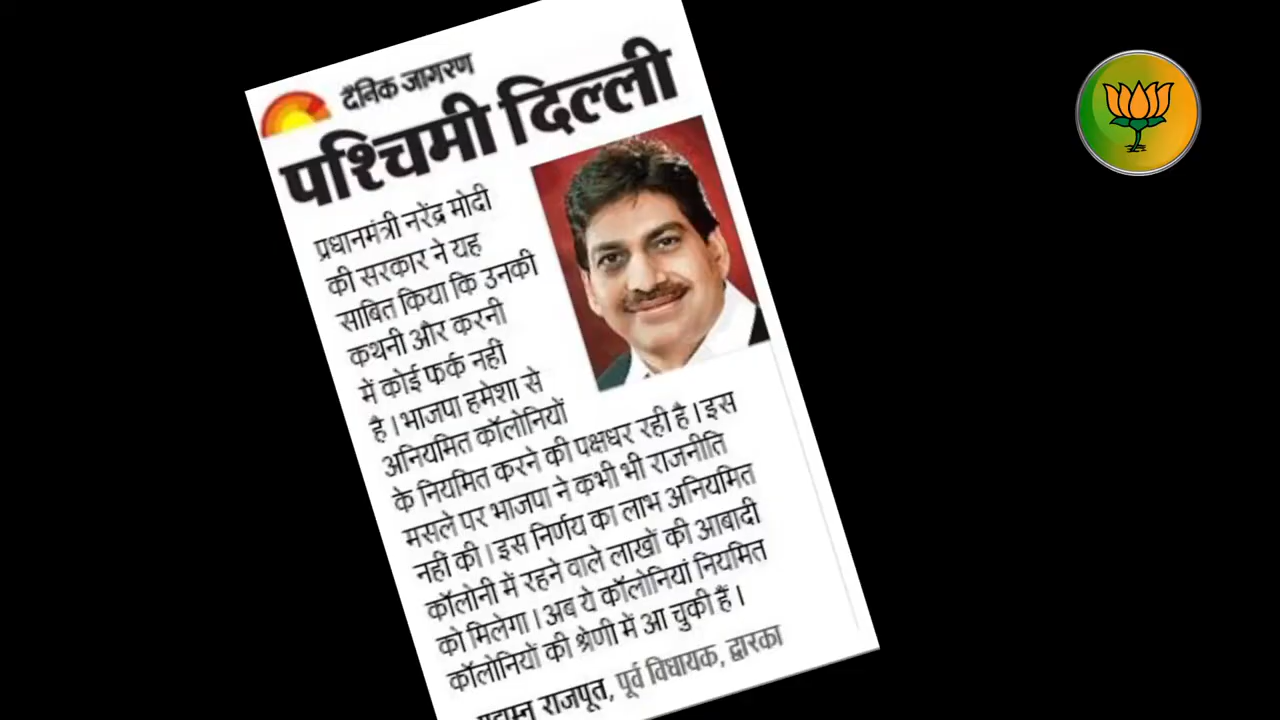 दैनिक जागरण
पश्चिमी दिल्ली
प्रधानमंत्री नरेंद्र मोदी
की सरकार ने यह
साबित किया कि उनकी
कथनी और करनी
में कोई फर्क नहीं
है। भाजपा हमेशा से
अनियमित कॉलोनियों
के नियमित करने की पक्षधर रही है। इस
मसले पर भाजपा ने कभी भी राजनीति
नहीं की। इस निर्णय का लाभ अनियमित
कॉलोनी में रहने वाले लाखों की आबादी
को मिलेगा। अब ये कॉलोनियां नियमित
कॉलोनियों की श्रेणी में आ चुकी हैं।
राजपूत, पूर्व विधायक, द्वारका